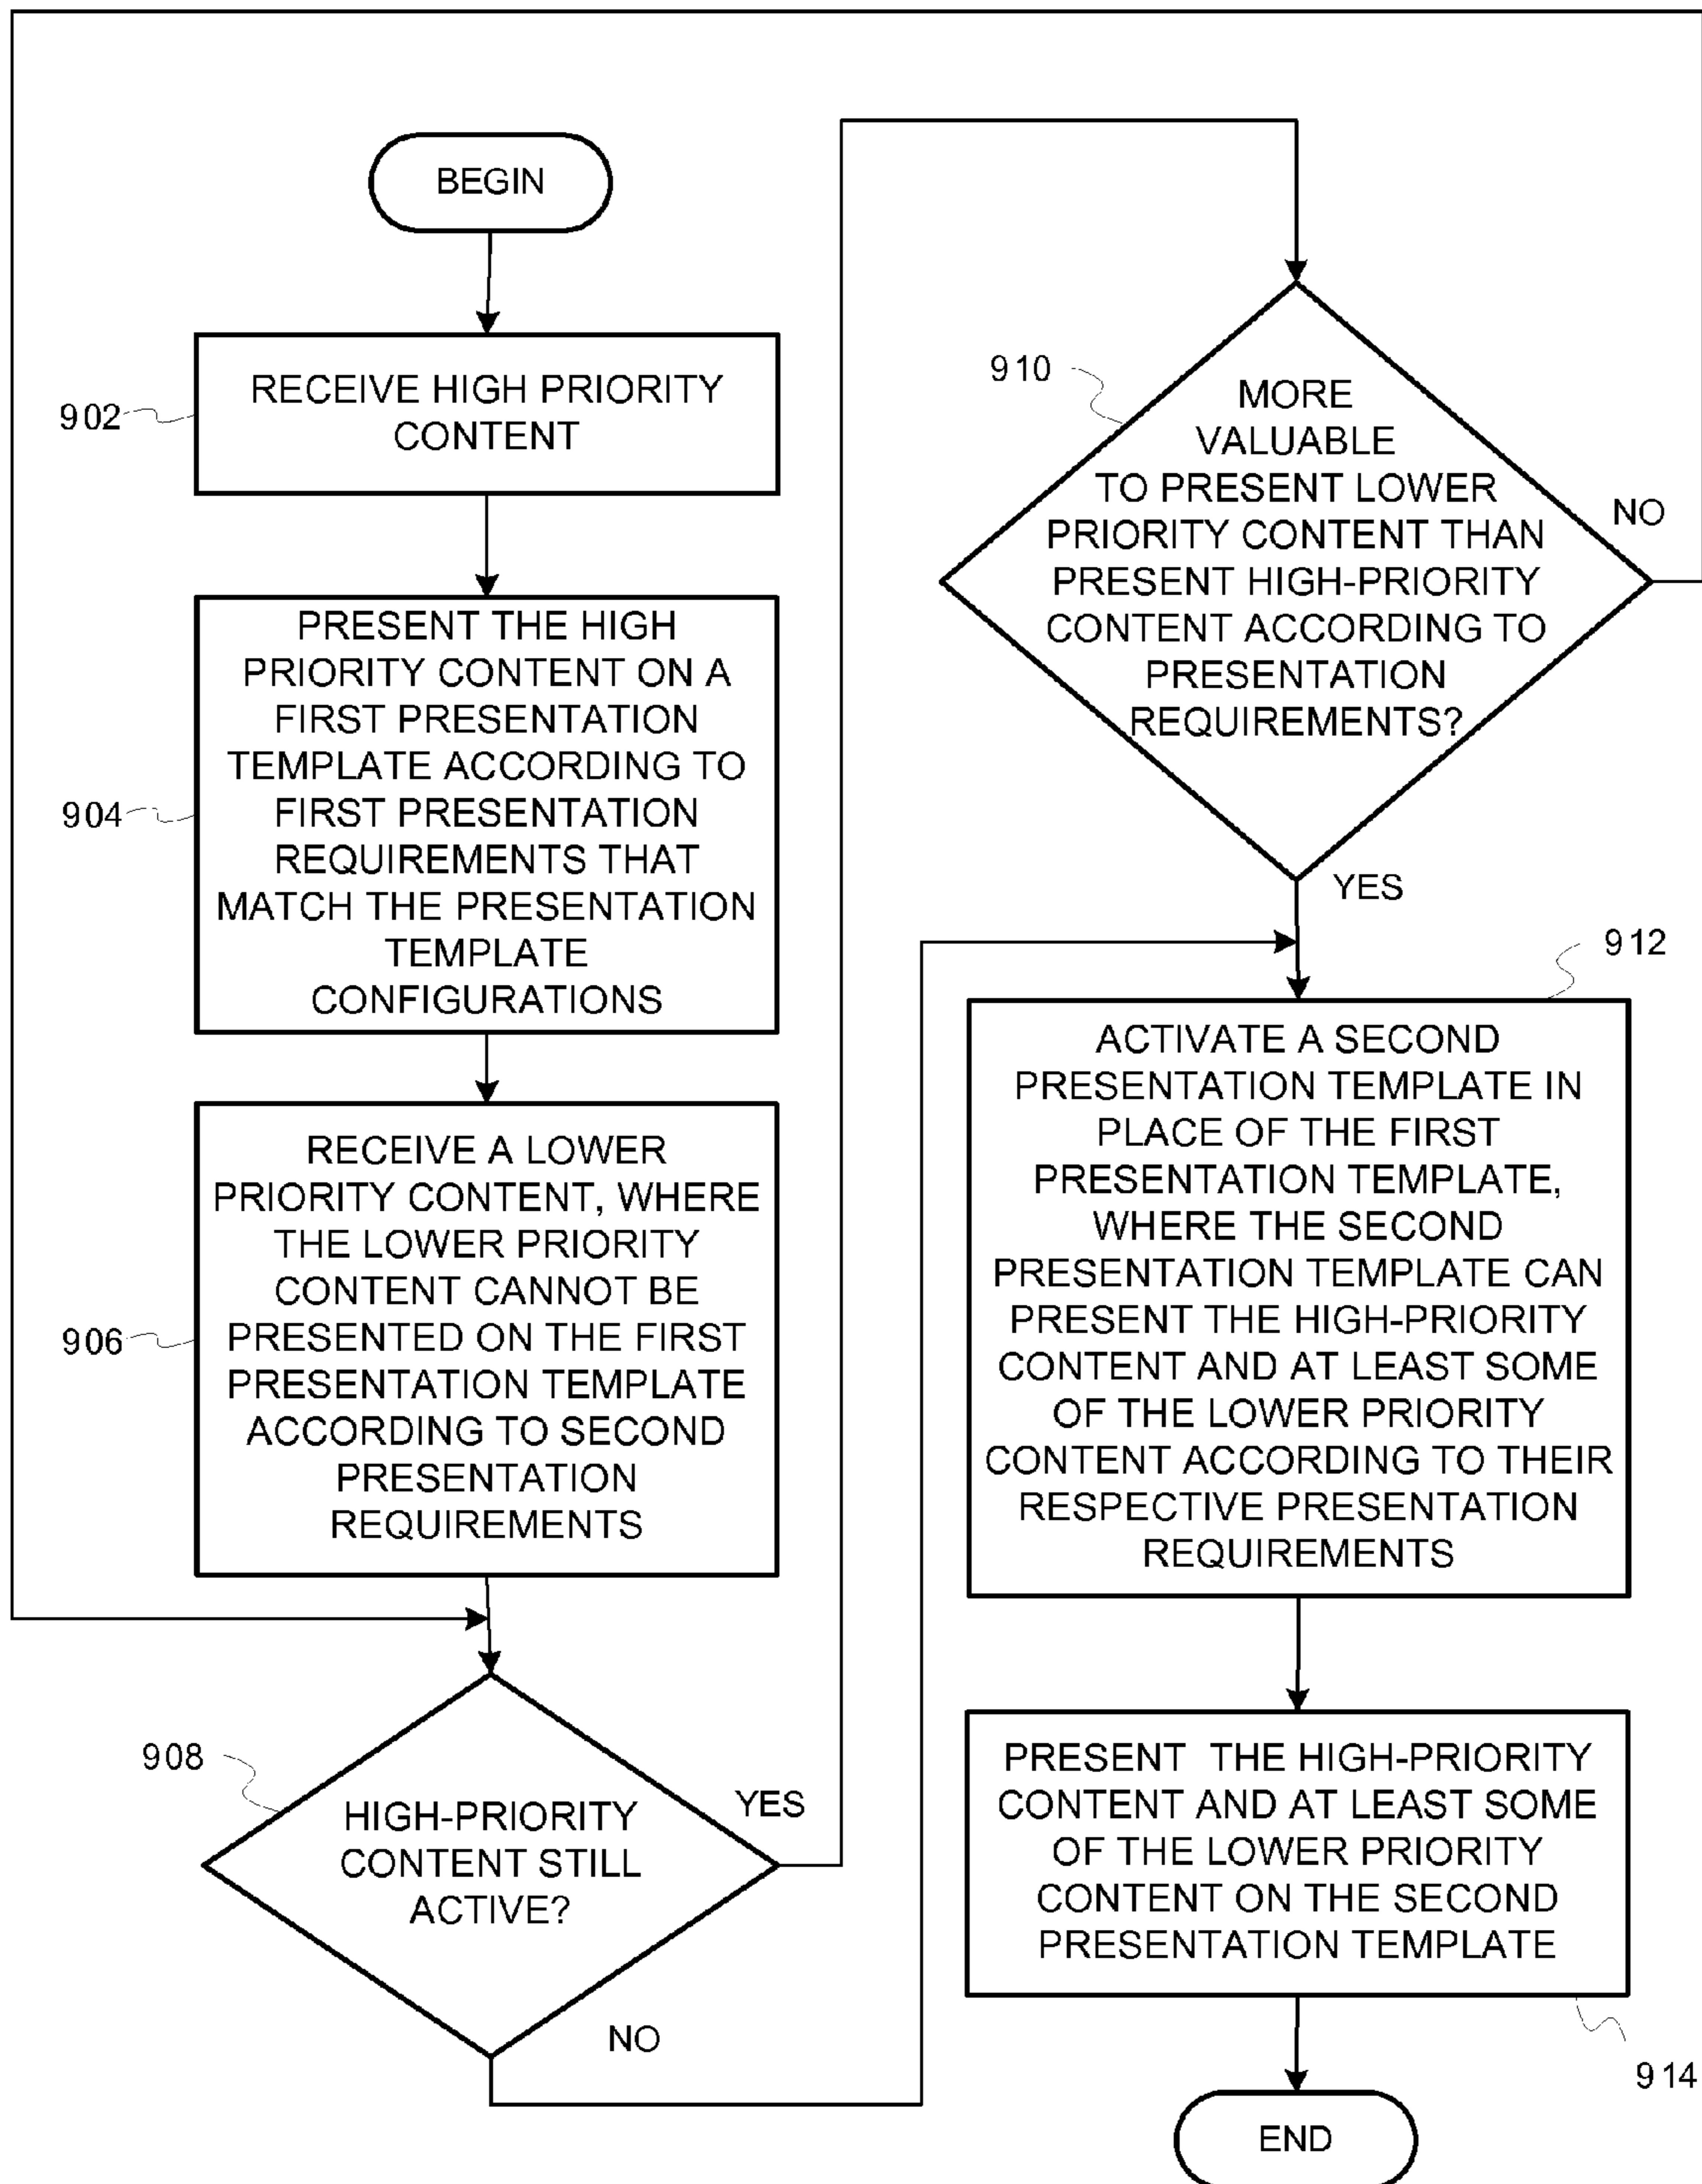 BEGIN
902
RECEIVE HIGH PRIORITY
CONTENT
904
PRESENT THE HIGH
PRIORITY CONTENT ON A
FIRST PRESENTATION
TEMPLATE ACCORDING TO
FIRST PRESENTATION
REQUIREMENTS THAT
MATCH THE PRESENTATION
TEMPLATE
CONFIGURATIONS
906
RECEIVE A LOWER
PRIORITY CONTENT, WHERE
THE LOWER PRIORITY
CONTENT CANNOT BE
PRESENTED ON THE FIRST
PRESENTATION TEMPLATE
ACCORDING TO SECOND
PRESENTATION
REQUIREMENTS
908
HIGH-PRIORITY
CONTENT STILL
ACTIVE?
YES
NO
910
MORE
VALUABLE
TO PRESENT LOWER
PRIORITY CONTENT THAN
PRESENT HIGH-PRIORITY
CONTENT ACCORDING TO
PRESENTATION
REQUIREMENTS?
NO
YES
912
ACTIVATE A SECOND
PRESENTATION TEMPLATE IN
PLACE OF THE FIRST
PRESENTATION TEMPLATE,
WHERE THE SECOND
PRESENTATION TEMPLATE CAN
PRESENT THE HIGH-PRIORITY
CONTENT AND AT LEAST SOME
OF THE LOWER PRIORITY
CONTENT ACCORDING TO THEIR
RESPECTIVE PRESENTATION
REQUIREMENTS
PRESENT THE HIGH-PRIORITY
CONTENT AND AT LEAST SOME
OF THE LOWER PRIORITY
CONTENT ON THE SECOND
PRESENTATION TEMPLATE
914
END